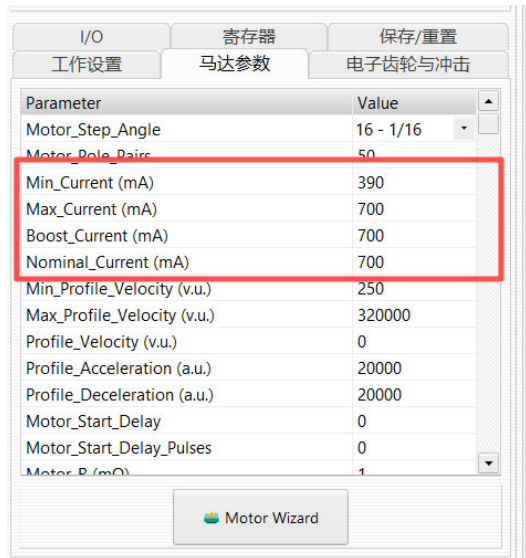 I/O 寄存器 保存/重置
工作设置 马达参数 电子齿轮与冲击
Parameter Value
Motor_Step_Angle 16 - 1/16
Motor_Pole_Pairs 50
Min_Current (mA) 390
Max_Current (mA) 700
Boost_Current (mA) 700
Nominal_Current (mA) 700
Min_Profile_Velocity (v.u.) 250
Max_Profile_Velocity (v.u.) 320000
Profile_Velocity (v.u.) 0
Profile_Acceleration (a.u.) 20000
Profile_Deceleration (a.u.) 20000
Motor_Start_Delay 0
Motor_Start_Delay_Pulses 0
Motor_R (mΩ) 1
Motor Wizard